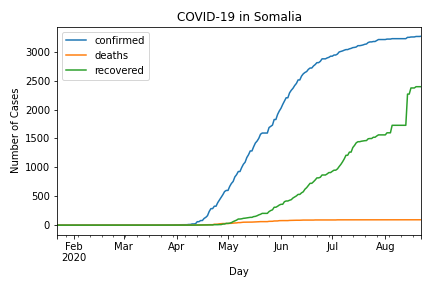 COVID-19 in Somalia
confirmed
deaths
recovered
Number of Cases
3000
2500
2000
1500
1000
500
0
Feb Mar Apr May Jun Jul Aug
2020
Day